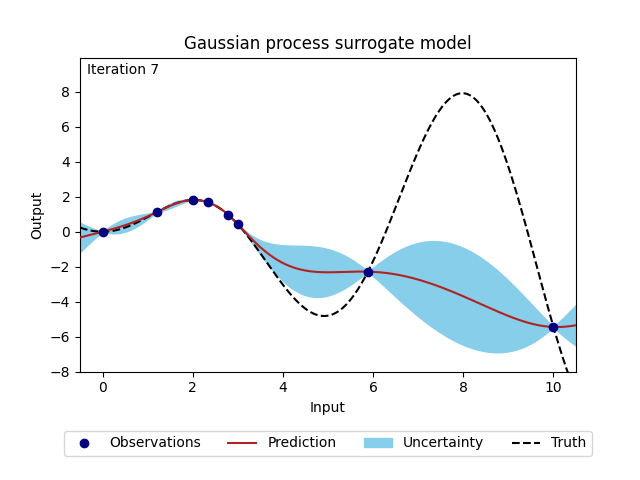 Gaussian process surrogate model
Iteration 7
8
6
4
2
0
−2
−4
−6
−8
Output
0 2 4 6 8 10
Input
Observations Prediction Uncertainty Truth